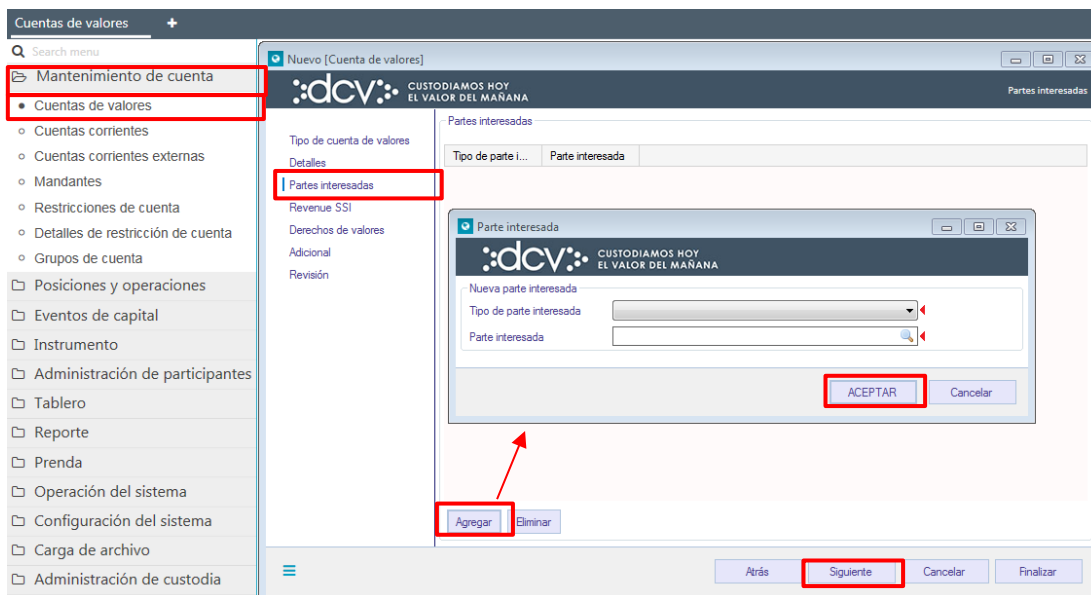 Cuentas de valores +
Search menu
Mantenimiento de cuenta
Cuentas de valores
Cuentas corrientes
Cuentas corrientes externas
Mandantes
Restricciones de cuenta
Detalles de restricción de cuenta
Grupos de cuenta
Posiciones y operaciones
Eventos de capital
Instrumento
Administración de participantes
Tablero
Reporte
Prenda
Operación del sistema
Configuración del sistema
Carga de archivo
Administración de custodia
Nuevo [Cuenta de valores]
dcv CUSTODIAMOS HOY
EL VALOR DEL MAÑANA
Partes interesadas
Tipo de cuenta de valores
Detalles
Partes interesadas
Revenue SSI
Derechos de valores
Adicional
Revisión
Partes interesadas
Tipo de parte i... Parte interesada
Parte interesada
dcv CUSTODIAMOS HOY
EL VALOR DEL MAÑANA
Nueva parte interesada
Tipo de parte interesada
Parte interesada
ACEPTAR Cancelar
Agregar Eliminar
Atrás Siguiente Cancelar Finalizar